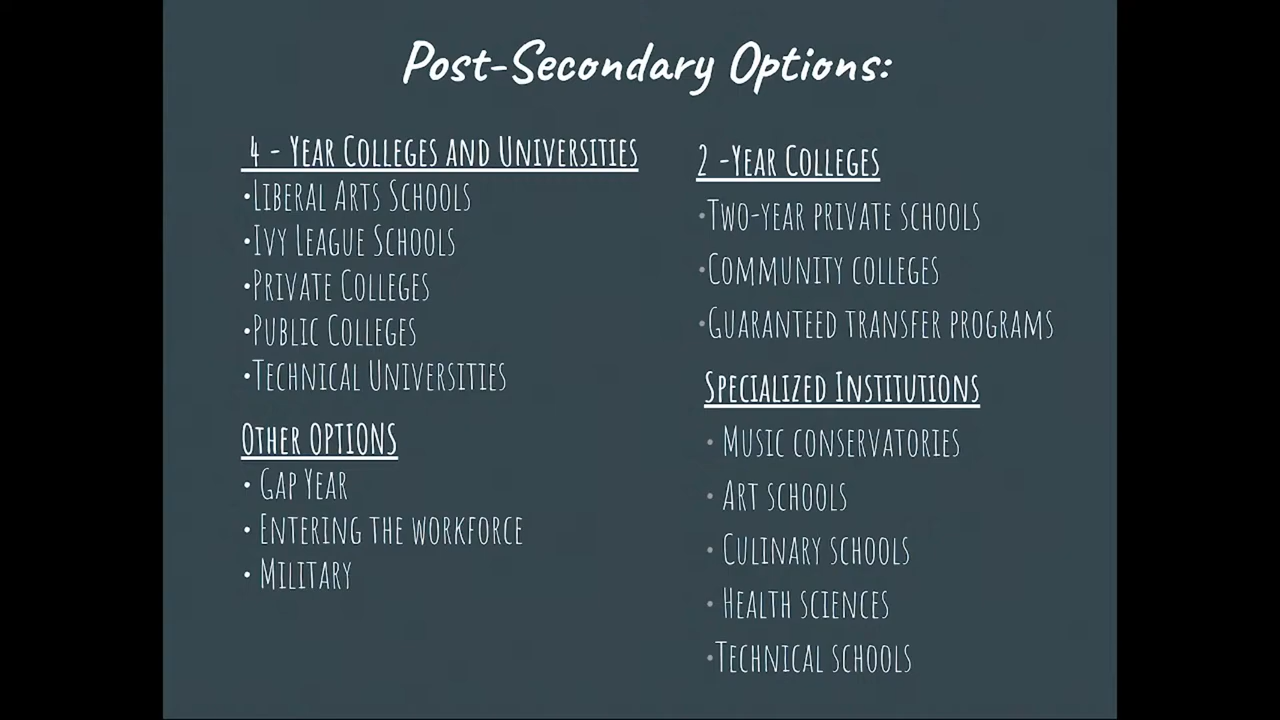 Post-Secondary Options:
4 - Year Colleges and Universities
•Liberal Arts Schools
•Ivy League Schools
•Private Colleges
•Public Colleges
•Technical Universities
Other OPTIONS
• Gap Year
• Entering the workforce
• Military
2 -Year Colleges
•Two-year private schools
•Community colleges
•Guaranteed transfer programs
Specialized Institutions
• Music conservatories
• Art schools
• Culinary schools
• Health sciences
•Technical schools